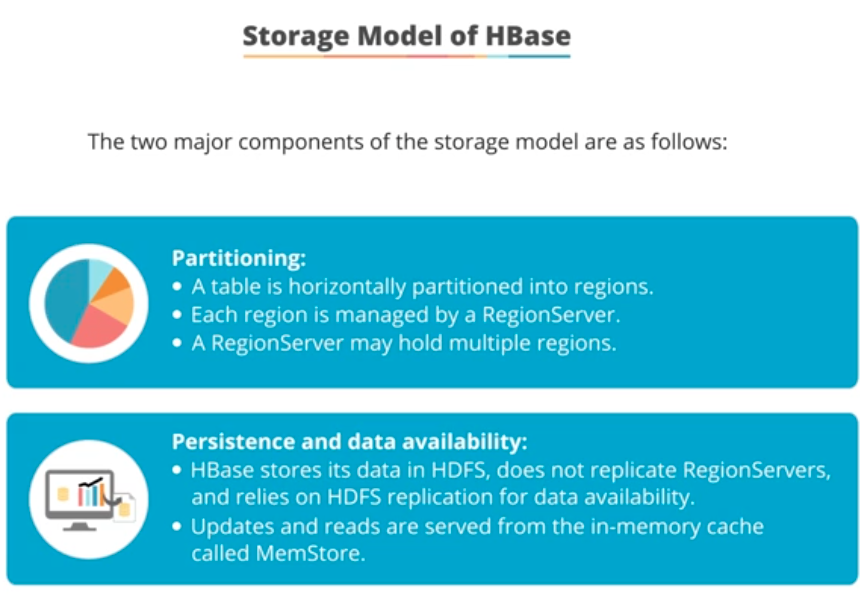 Storage Model of HBase
The two major components of the storage model are as follows:
Partitioning:
• A table is horizontally partitioned into regions.
• Each region is managed by a RegionServer.
• A RegionServer may hold multiple regions.
Persistence and data availability:
• HBase stores its data in HDFS, does not replicate RegionServers,
and relies on HDFS replication for data availability.
• Updates and reads are served from the in-memory cache
called MemStore.